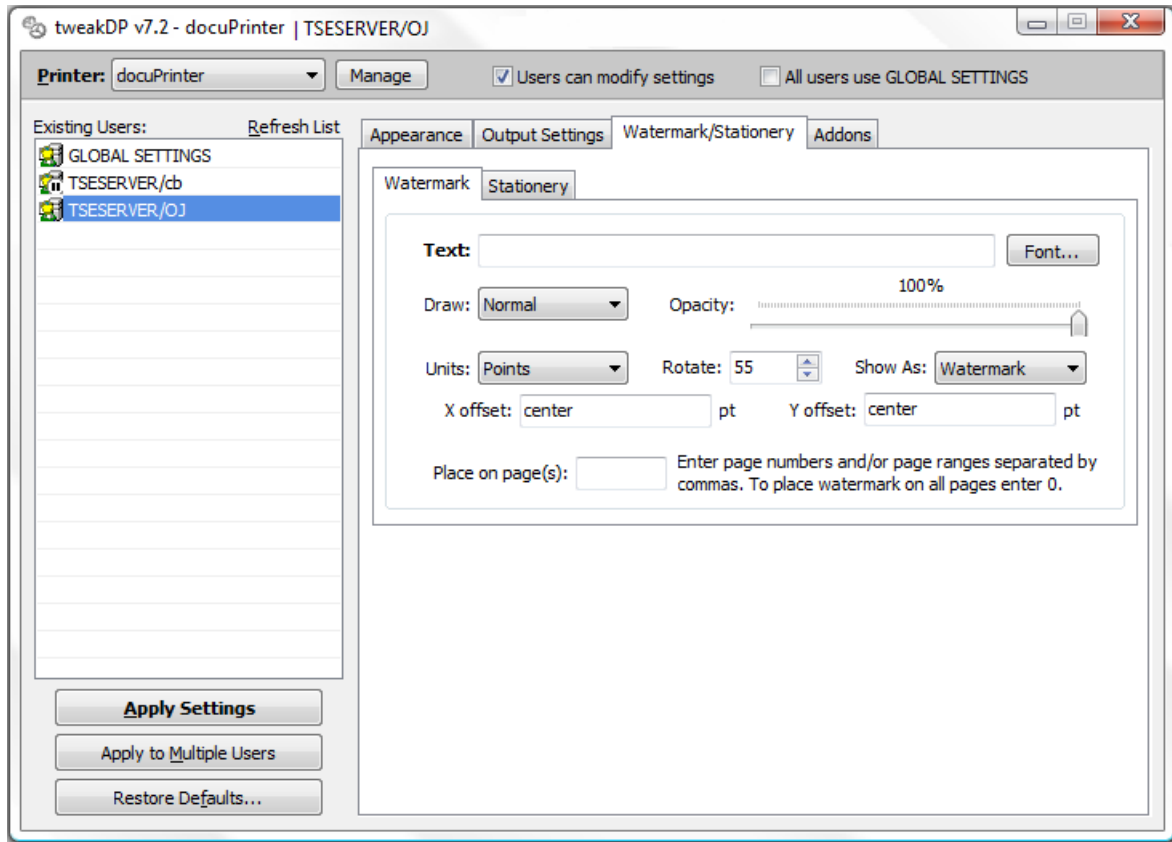 tweakDP v7.2 - docuPrinter | TSESERVER/OJ
Printer: docuPrinter Manage Users can modify settings All users use GLOBAL SETTINGS
Existing Users: Refresh List
GLOBAL SETTINGS
TSESERVER/cb
TSESERVER/OJ
Apply Settings
Apply to Multiple Users
Restore Defaults...
Appearance Output Settings Watermark/Stationery Addons
Watermark Stationery
Text: Font...
100%
Draw: Normal Opacity:
Units: Points Rotate: 55 Show As: Watermark
X offset: center pt Y offset: center pt
Place on page(s): Enter page numbers and/or page ranges separated by
commas. To place watermark on all pages enter 0.